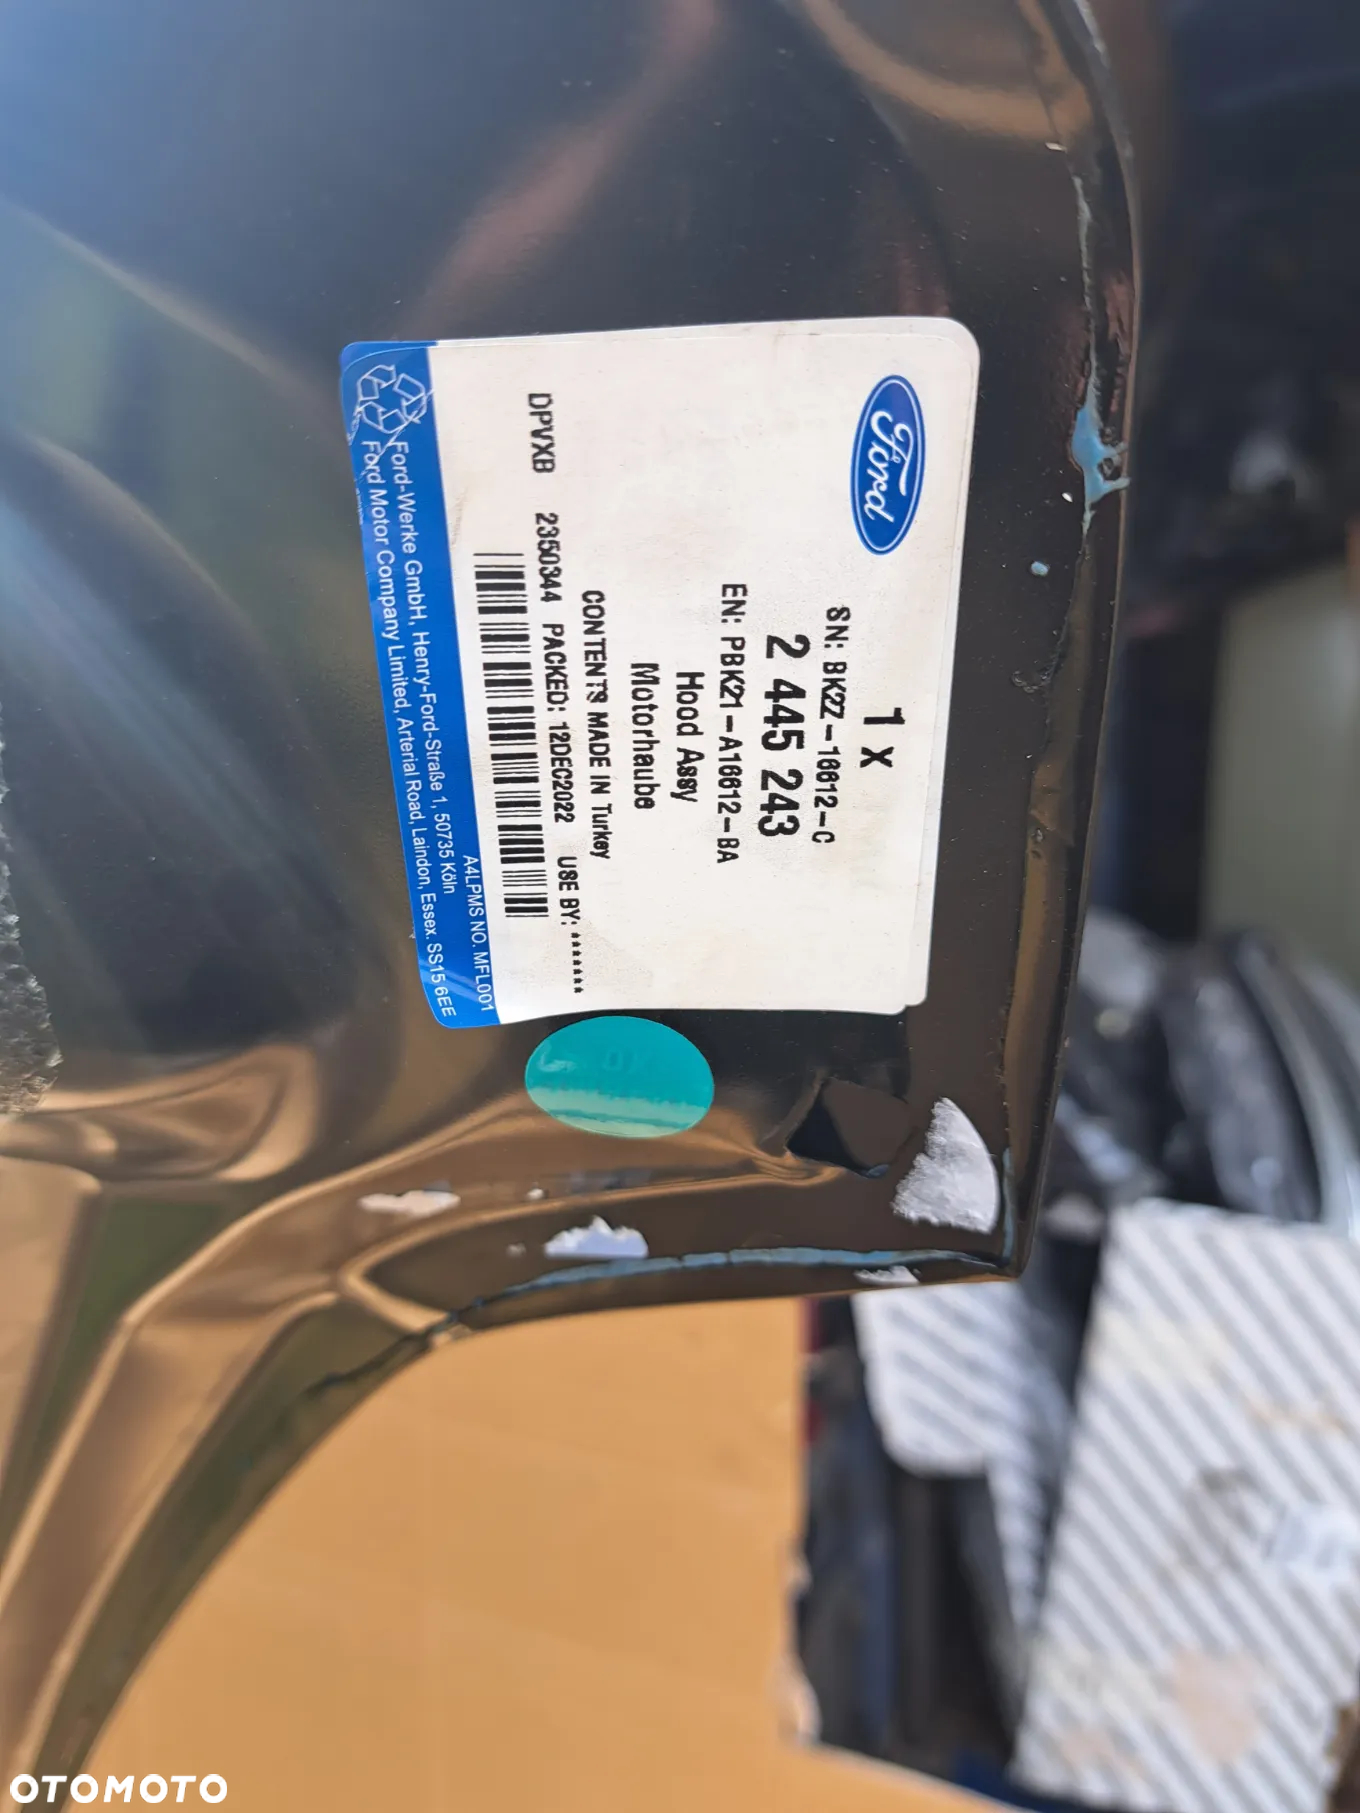 Ford
1 X
SN: BK2Z-16612-C
2 445 243
EN: PBK21-A16612-BA
Hood Assy
Motorhaube
CONTENTS MADE IN Turkey
DPVXB 2350344 PACKED: 12DEC2022 USE BY: *******
A4LPMS NO. MFL001
Ford-Werke GmbH, Henry-Ford-Straße 1, 50735 Köln
Ford Motor Company Limited, Arterial Road, Laindon, Essex. SS15 6EE
OTOMOTO